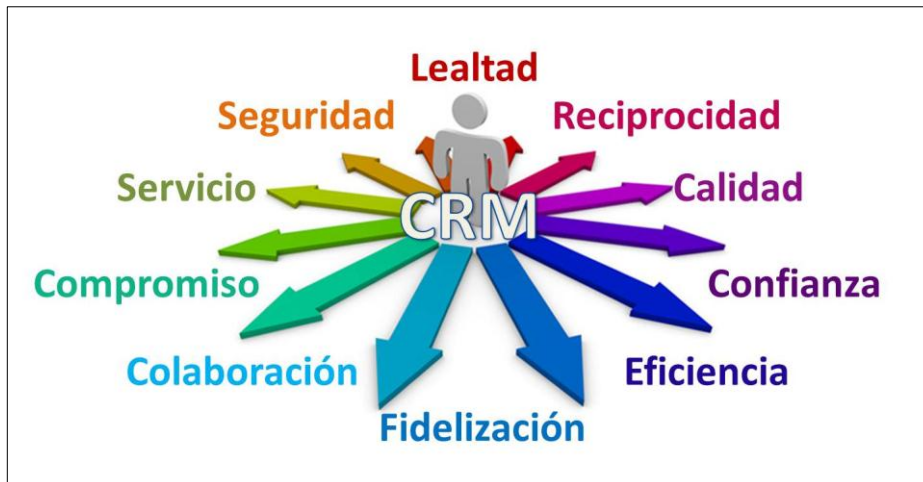 Lealtad
Seguridad
Reciprocidad
Servicio
Calidad
CRM
Compromiso
Confianza
Colaboración
Eficiencia
Fidelización